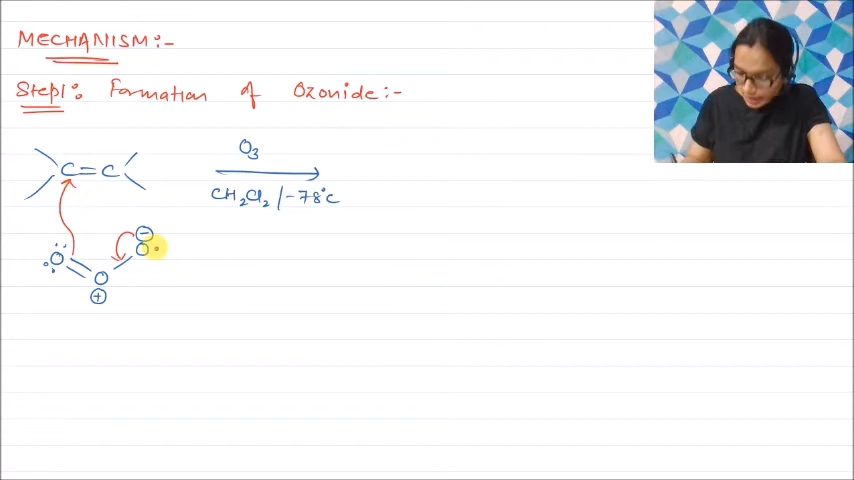 MECHANISM:-
Step1: Formation of Ozonide:-
C=C
O3
CH2Cl2/-78°C
⊖
O
O
O
⊕